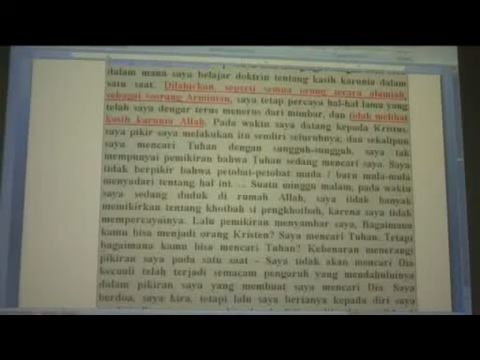 dalam mana saya belajar doktrin tentang kasih karunia dalam
satu saat. Dilahirkan, seperti semua orang secara alamiah,
sebagai seorang Arminian, saya tetap percaya hal-hal lama yang
telah saya dengar terus menerus dari mimbar, dan tidak melihat
kasih karunia Allah. Pada waktu saya datang kepada Kristus,
saya pikir saya melakukan itu sendiri seluruhnya, dan sekalipun
saya mencari Tuhan dengan sungguh-sungguh, saya tak
mempunyai pemikiran bahwa Tuhan sedang mencari saya. Saya
tidak berpikir bahwa petobat-petobat muda / baru mula-mula
menyadari tentang hal ini. ... Suatu minggu malam, pada waktu
saya sedang duduk di rumah Allah, saya tidak banyak
memikirkan tentang khotbah si pengkhotbah, karena saya tidak
mempercayainya. Lalu pemikiran menyambar saya, Bagaimana
kamu bisa menjadi orang Kristen? Saya mencari Tuhan. Tetapi
bagaimana kamu bisa mencari Tuhan? Kebenaran menerangi
pikiran saya pada satu saat - Saya tidak akan mencari Dia
kecuali telah terjadi semacam pengaruh yang mendahuluinya
dalam pikiran saya yang membuat saya mencari Dia. Saya
berdoa, saya kira, tetapi lalu saya bertanya kepada diri saya